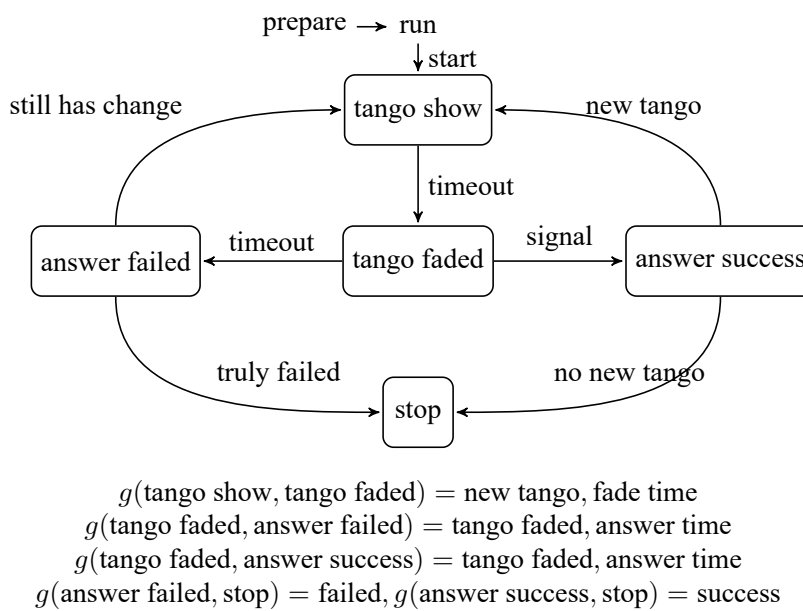 prepare run
start
still has change
tango show
new tango
timeout
answer failed
timeout
tango faded
signal
answer success
truly failed
no new tango
stop
g(tango show, tango faded) = new tango, fade time
g(tango faded, answer failed) = tango faded, answer time
g(tango faded, answer success) = tango faded, answer time
g(answer failed, stop) = failed, g(answer success, stop) = success